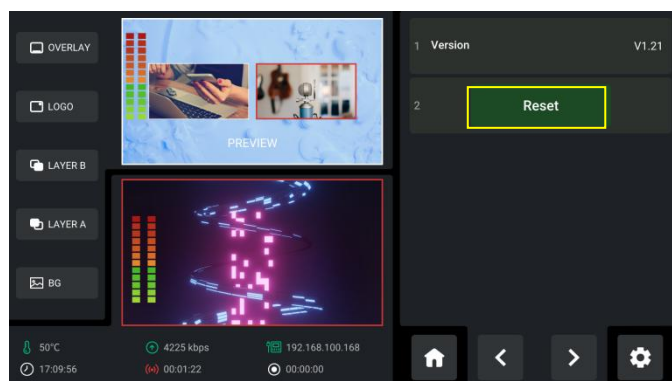 OVERLAY
LOGO
LAYER B
LAYER A
BG
PREVIEW
50°C
4225 kbps
192.168.100.168
17:09:56
00:01:22
00:00:00
1 Version V1.21
2 Reset